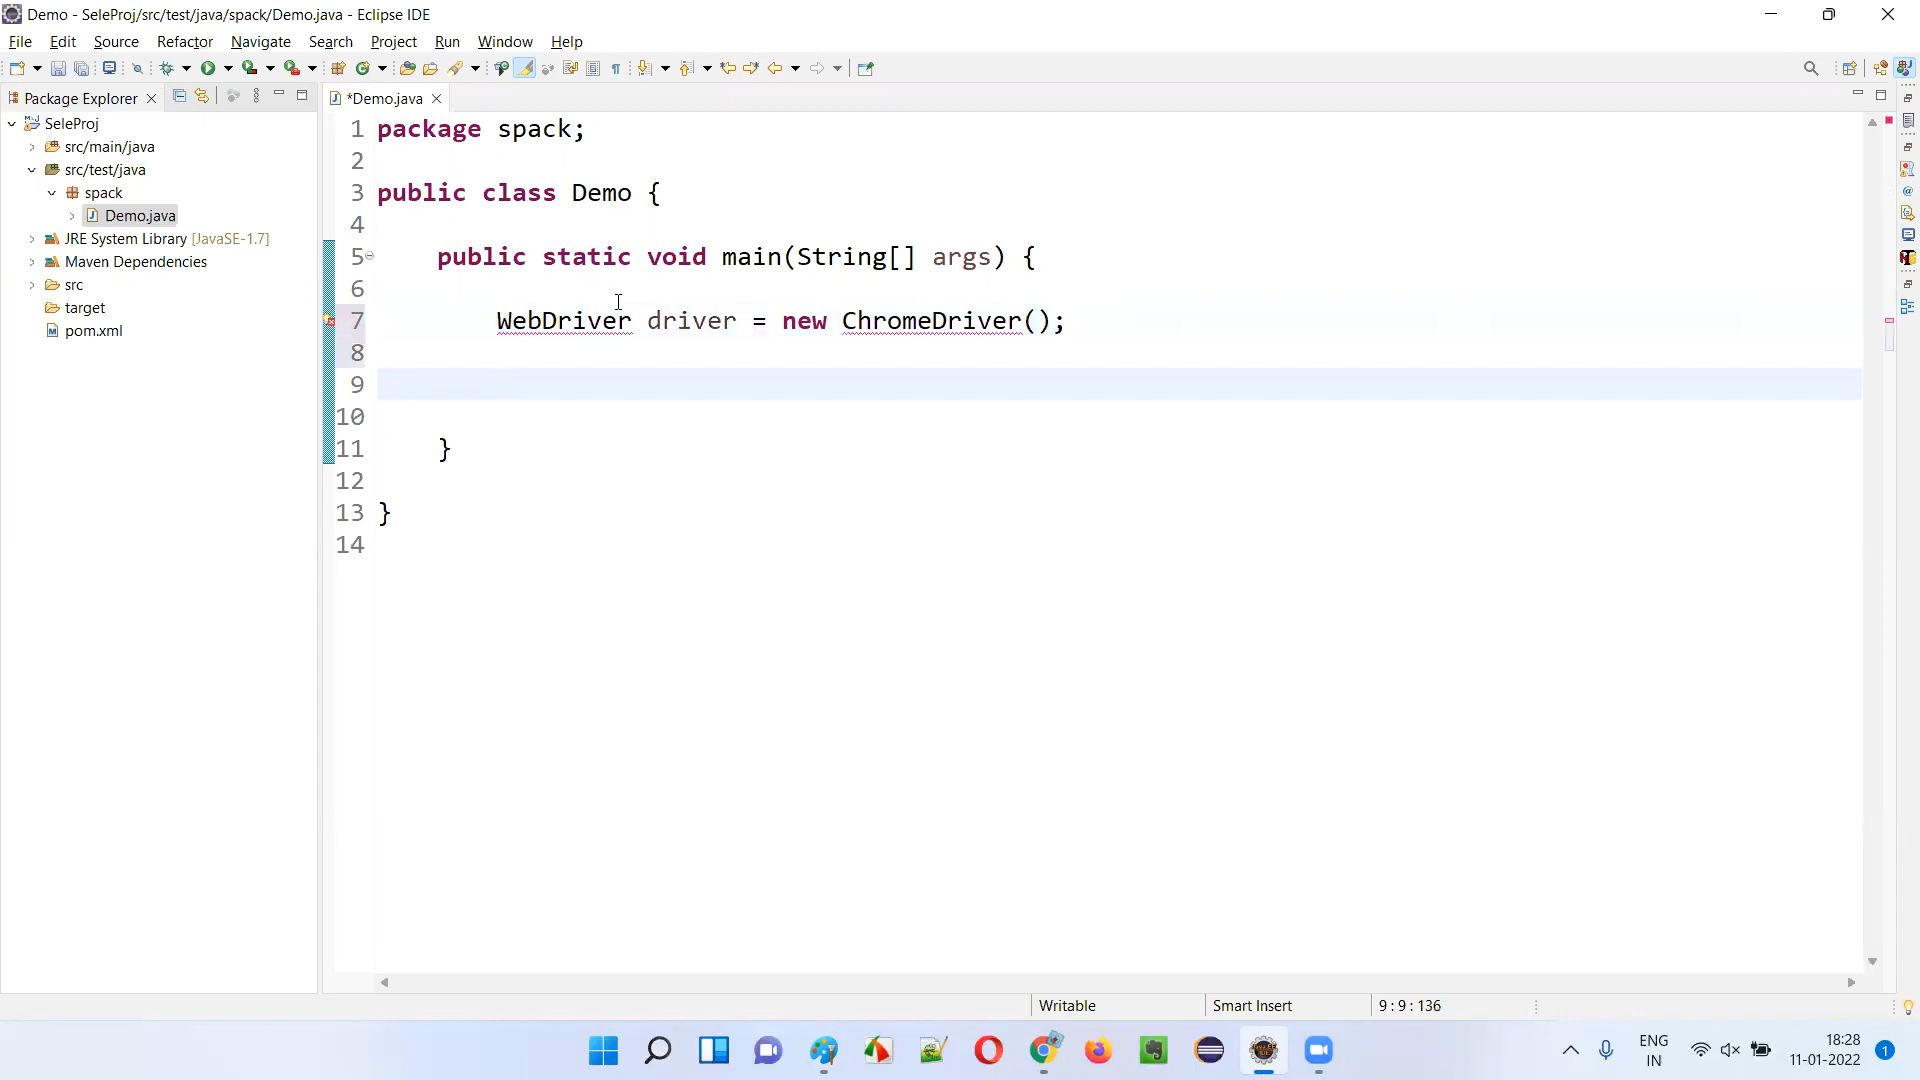 Demo - SeleProj/src/test/java/spack/Demo.java - Eclipse IDE
File Edit Source Refactor Navigate Search Project Run Window Help
Package Explorer
*Demo.java
SeleProj
src/main/java
src/test/java
spack
Demo.java
JRE System Library [JavaSE-1.7]
Maven Dependencies
src
target
pom.xml
1 package spack;
2
3 public class Demo {
4
5 public static void main(String[] args) {
6
7 WebDriver driver = new ChromeDriver();
8
9
10
11 }
12
13 }
14
Writable Smart Insert 9 : 9 : 136
ENG
IN
18:28
11-01-2022
1